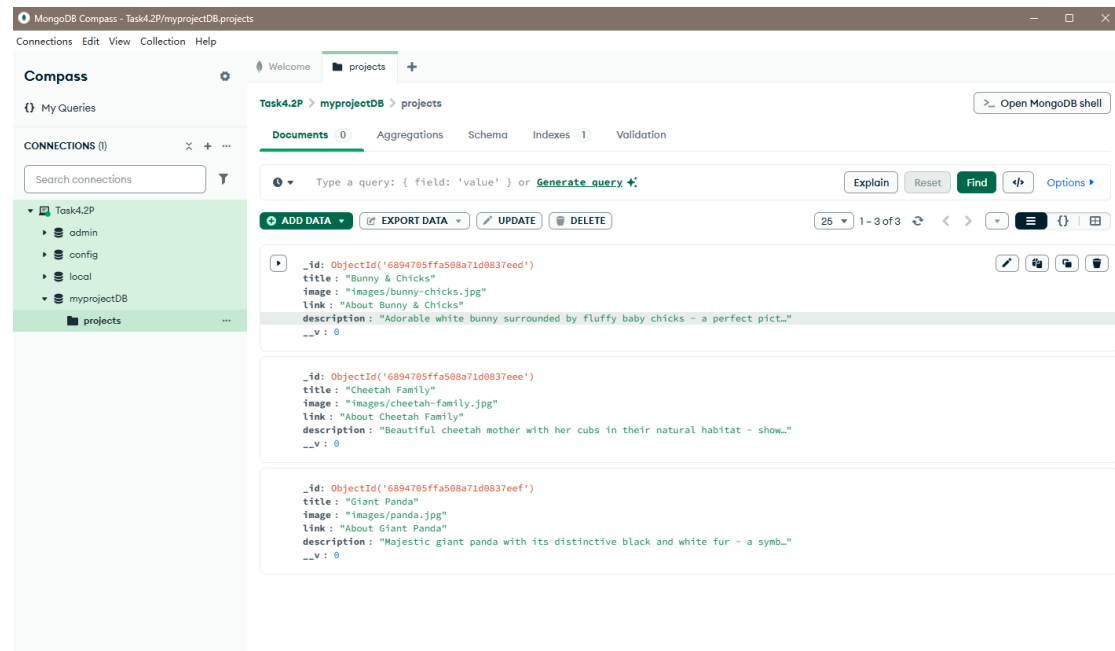 MongoDB Compass - Task4.2P/myprojectDB.projects
Connections Edit View Collection Help
Compass
{} My Queries
CONNECTIONS (1)
Search connections
Task4.2P
admin
config
local
myprojectDB
projects
Welcome
projects
Task4.2P > myprojectDB > projects
>_ Open MongoDB shell
Documents 0 Aggregations Schema Indexes 1 Validation
Type a query: { field: 'value' } or Generate query
Explain Reset Find </> Options
ADD DATA EXPORT DATA UPDATE DELETE
25 1 – 3 of 3 {}
_id: ObjectId('6894705ffa508a71d0837eed')
title : "Bunny & Chicks"
image : "images/bunny-chicks.jpg"
link : "About Bunny & Chicks"
description : "Adorable white bunny surrounded by fluffy baby chicks - a perfect pict…"
__v : 0
_id: ObjectId('6894705ffa508a71d0837eee')
title : "Cheetah Family"
image : "images/cheetah-family.jpg"
link : "About Cheetah Family"
description : "Beautiful cheetah mother with her cubs in their natural habitat - show…"
__v : 0
_id: ObjectId('6894705ffa508a71d0837eef')
title : "Giant Panda"
image : "images/panda.jpg"
link : "About Giant Panda"
description : "Majestic giant panda with its distinctive black and white fur - a symb…"
__v : 0